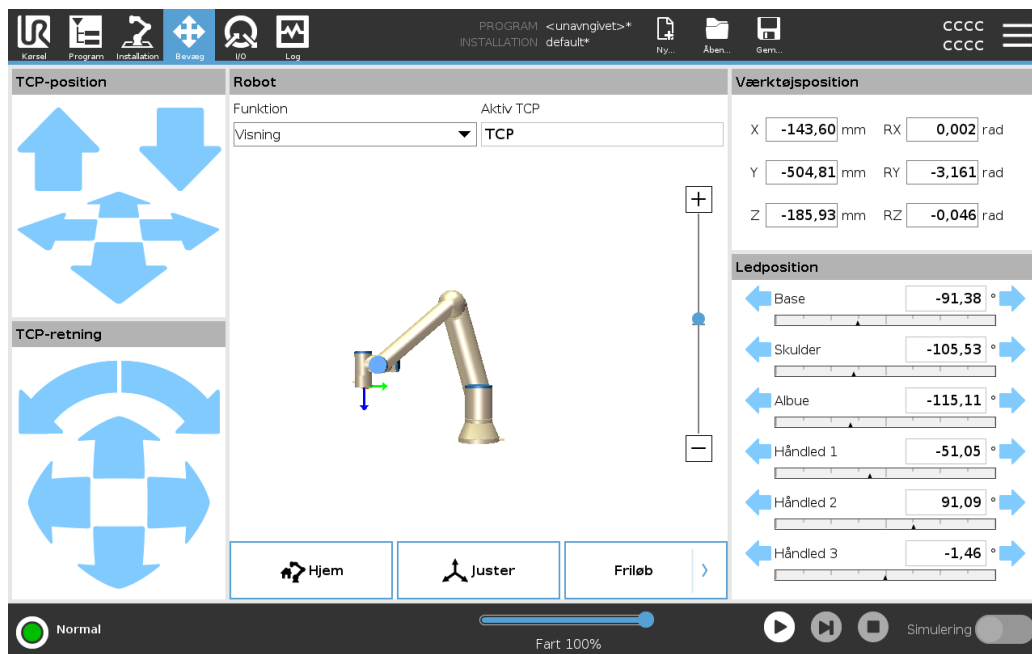 UR
Kørsel
Program
Installation
Bevæg
I/O
Log
PROGRAM <unavngivet>*
INSTALLATION default*
Ny...
Åben...
Gem...
CCCC
CCCC
TCP-position
Robot
Værktøjsposition
Funktion
Aktiv TCP
Visning
TCP
X -143,60 mm RX 0,002 rad
Y -504,81 mm RY -3,161 rad
Z -185,93 mm RZ -0,046 rad
+
−
Ledposition
Base -91,38 °
Skulder -105,53 °
Albue -115,11 °
Håndled 1 -51,05 °
Håndled 2 91,09 °
Håndled 3 -1,46 °
TCP-retning
Hjem
Juster
Friløb
Normal
Fart 100%
Simulering